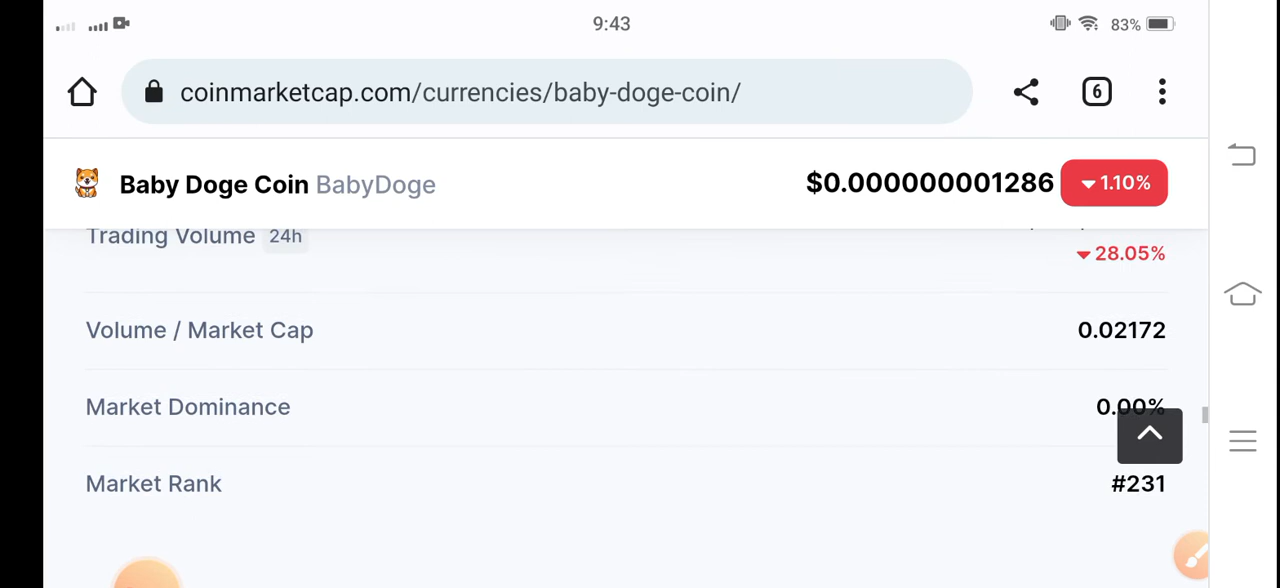 9:43
83%
coinmarketcap.com/currencies/baby-doge-coin/
6
Baby Doge Coin BabyDoge $0.000000001286 1.10%
Trading Volume 24h
28.05%
Volume / Market Cap 0.02172
Market Dominance 0.00%
Market Rank #231